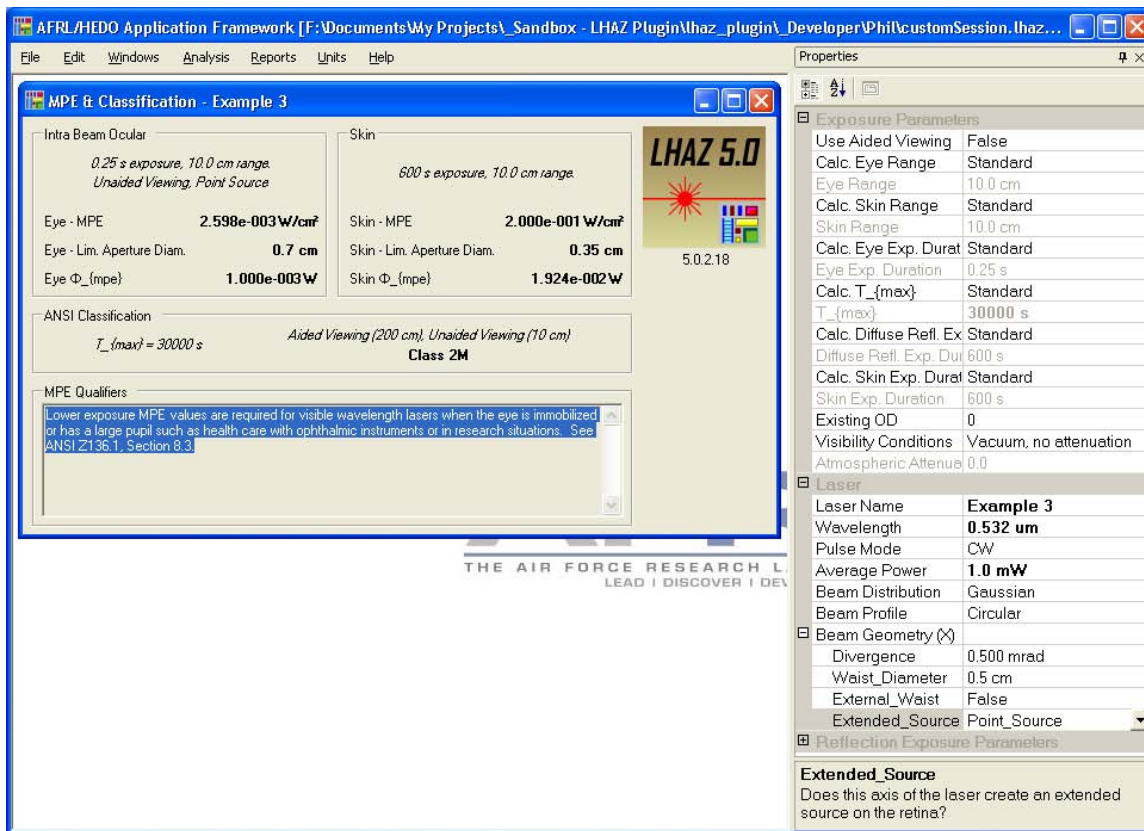 AFRL/HEDO Application Framework [F:\Documents\My Projects\_Sandbox - LHAZ Plugin\lhaz_plugin\_Developer\Phil\customSession.lhaz...
File Edit Windows Analysis Reports Units Help
MPE & Classification - Example 3
Intra Beam Ocular
0.25 s exposure, 10.0 cm range.
Unaided Viewing, Point Source
Eye - MPE 2.598e-003 W/cm²
Eye - Lim. Aperture Diam. 0.7 cm
Eye Φ_{mpe} 1.000e-003 W
Skin
600 s exposure, 10.0 cm range.
Skin - MPE 2.000e-001 W/cm²
Skin - Lim. Aperture Diam. 0.35 cm
Skin Φ_{mpe} 1.924e-002 W
LHAZ 5.0
5.0.2.18
ANSI Classification
T_{max} = 30000 s
Aided Viewing (200 cm), Unaided Viewing (10 cm)
Class 2M
MPE Qualifiers
Lower exposure MPE values are required for visible wavelength lasers when the eye is immobilized
or has a large pupil such as health care with ophthalmic instruments or in research situations. See
ANSI Z136.1, Section 8.3.
THE AIR FORCE RESEARCH L
LEAD | DISCOVER | DEV
Properties
Exposure Parameters
Use Aided Viewing False
Calc. Eye Range Standard
Eye Range 10.0 cm
Calc. Skin Range Standard
Skin Range 10.0 cm
Calc. Eye Exp. Durat Standard
Eye Exp. Duration 0.25 s
Calc. T_{max} Standard
T_{max} 30000 s
Calc. Diffuse Refl. Ex Standard
Diffuse Refl. Exp. Dur 600 s
Calc. Skin Exp. Durat Standard
Skin Exp. Duration 600 s
Existing OD 0
Visibility Conditions Vacuum, no attenuation
Atmospheric Attenua 0.0
Laser
Laser Name Example 3
Wavelength 0.532 um
Pulse Mode CW
Average Power 1.0 mW
Beam Distribution Gaussian
Beam Profile Circular
Beam Geometry (X)
Divergence 0.500 mrad
Waist_Diameter 0.5 cm
External_Waist False
Extended_Source Point_Source
Reflection Exposure Parameters
Extended_Source
Does this axis of the laser create an extended
source on the retina?